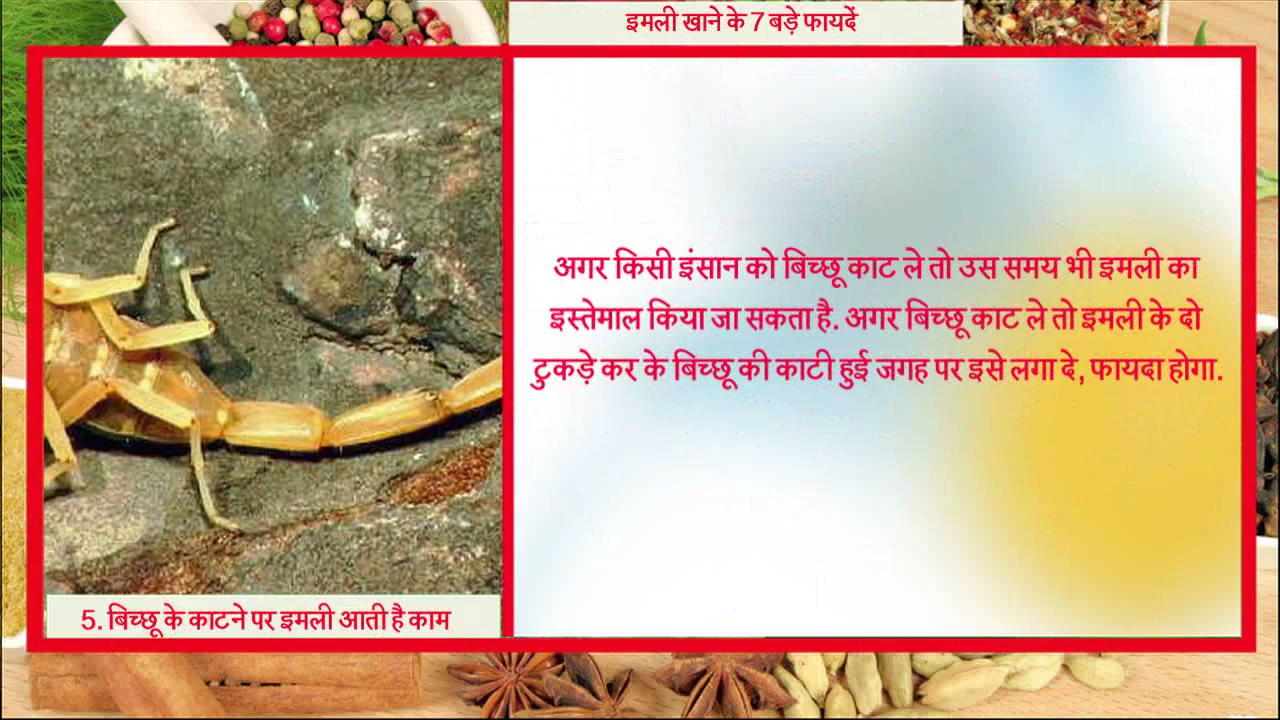 इमली खाने के 7 बड़े फायदें
अगर किसी इंसान को बिच्छू काट ले तो उस समय भी इमली का
इस्तेमाल किया जा सकता है. अगर बिच्छू काट ले तो इमली के दो
टुकड़े कर के बिच्छू की काटी हुई जगह पर इसे लगा दे, फायदा होगा.
5. बिच्छू के काटने पर इमली आती है काम